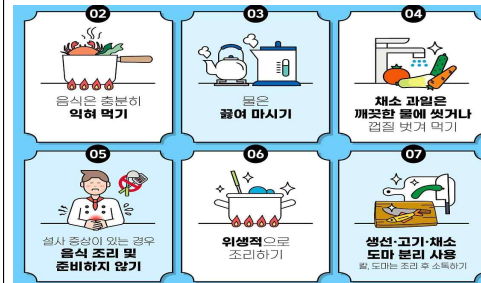 02
음식은 충분히
익혀 먹기
03
물은
끓여 마시기
04
채소 과일은
깨끗한 물에 씻거나
껍질 벗겨 먹기
05
설사 증상이 있는 경우
음식 조리 및
준비하지 않기
06
위생적으로
조리하기
07
생선·고기·채소
도마 분리 사용
칼, 도마는 조리 후 소독하기